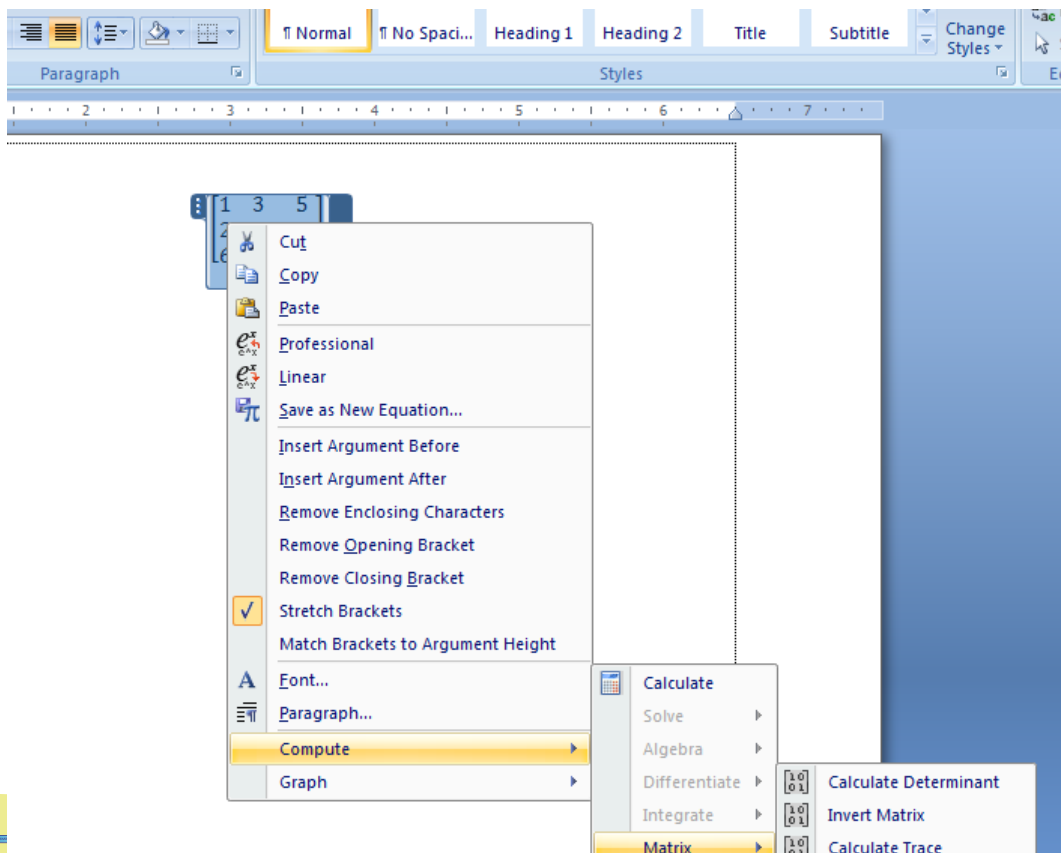 ¶ Normal ¶ No Spaci... Heading 1 Heading 2 Title Subtitle Change Styles
Paragraph Styles
2 3 4 5 6 7
1 3 5
2
6
Cut
Copy
Paste
Professional
Linear
Save as New Equation...
Insert Argument Before
Insert Argument After
Remove Enclosing Characters
Remove Opening Bracket
Remove Closing Bracket
Stretch Brackets
Match Brackets to Argument Height
Font...
Paragraph...
Compute
Graph
Calculate
Solve
Algebra
Differentiate
Integrate
Matrix
Calculate Determinant
Invert Matrix
Calculate Trace